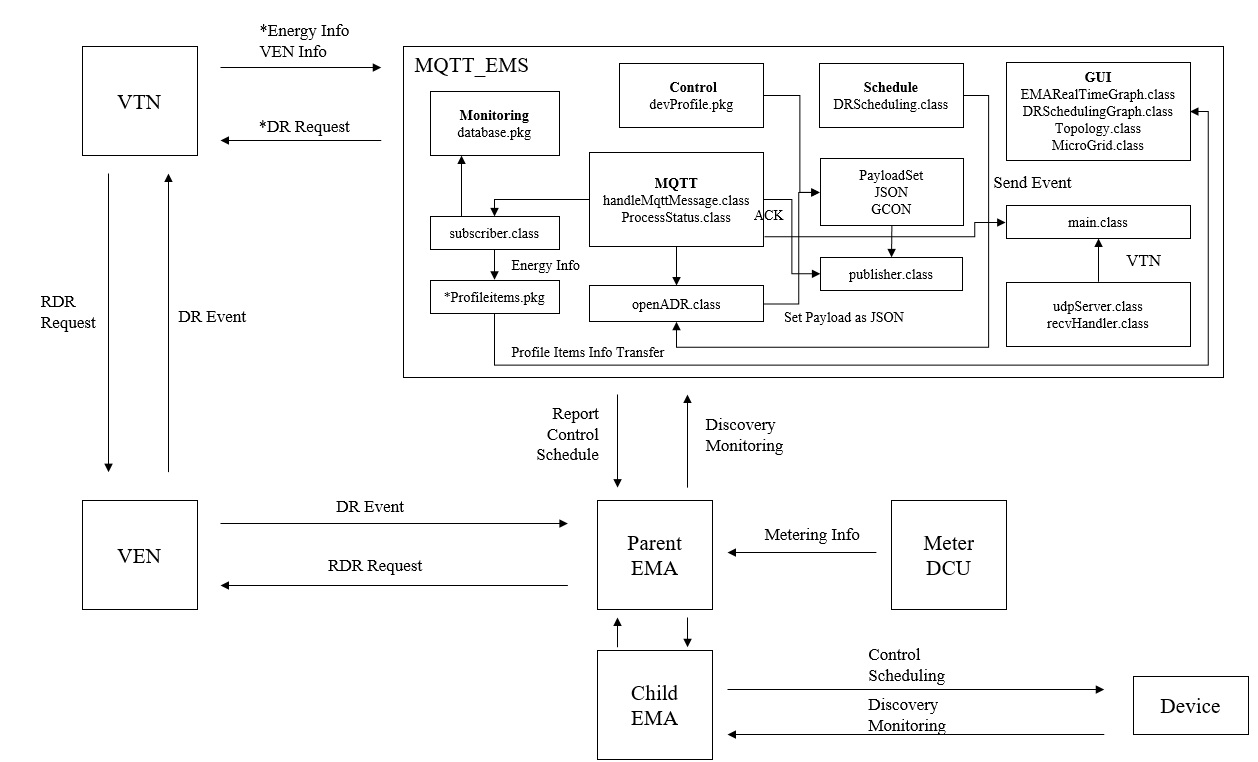 *Energy Info
VEN Info
VTN
*DR Request
MQTT_EMS
Monitoring
database.pkg
Control
devProfile.pkg
Schedule
DRScheduling.class
GUI
EMARealTimeGraph.class
DRSchedulingGraph.class
Topology.class
MicroGrid.class
MQTT
handleMqttMessage.class
ProcessStatus.class
ACK
PayloadSet
JSON
GCON
Send Event
subscriber.class
main.class
Energy Info
publisher.class
VTN
*Profileitems.pkg
openADR.class
Set Payload as JSON
udpServer.class
recvHandler.class
Profile Items Info Transfer
RDR
Request
DR Event
Report
Control
Schedule
Discovery
Monitoring
VEN
DR Event
RDR Request
Parent
EMA
Metering Info
Meter
DCU
Child
EMA
Control
Scheduling
Discovery
Monitoring
Device